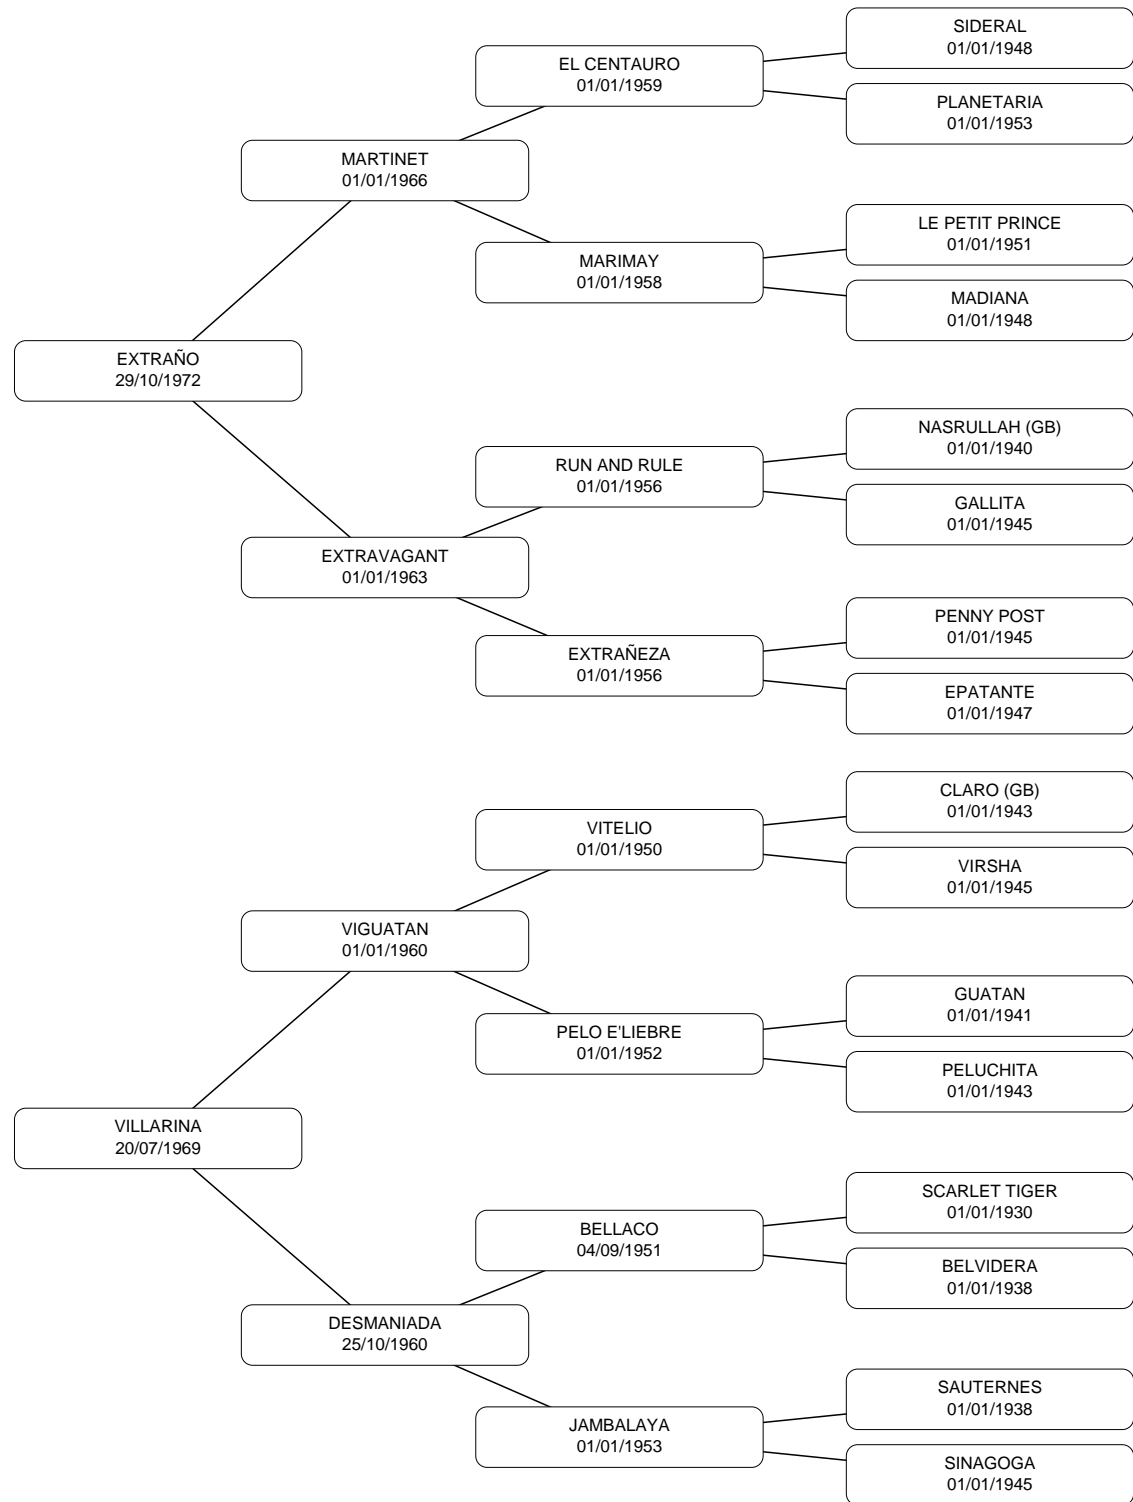 SIDERAL
01/01/1948
EL CENTAURO
01/01/1959
PLANETARIA
01/01/1953
MARTINET
01/01/1966
LE PETIT PRINCE
01/01/1951
MARIMAY
01/01/1958
MADIANA
01/01/1948
EXTRAÑO
29/10/1972
NASRULLAH (GB)
01/01/1940
RUN AND RULE
01/01/1956
GALLITA
01/01/1945
EXTRAVAGANT
01/01/1963
PENNY POST
01/01/1945
EXTRAÑEZA
01/01/1956
EPATANTE
01/01/1947
CLARO (GB)
01/01/1943
VITELIO
01/01/1950
VIRSHA
01/01/1945
VIGUATAN
01/01/1960
GUATAN
01/01/1941
PELO E'LIEBRE
01/01/1952
PELUCHITA
01/01/1943
VILLARINA
20/07/1969
SCARLET TIGER
01/01/1930
BELLACO
04/09/1951
BELVIDERA
01/01/1938
DESMANIADA
25/10/1960
SAUTERNES
01/01/1938
JAMBALAYA
01/01/1953
SINAGOGA
01/01/1945